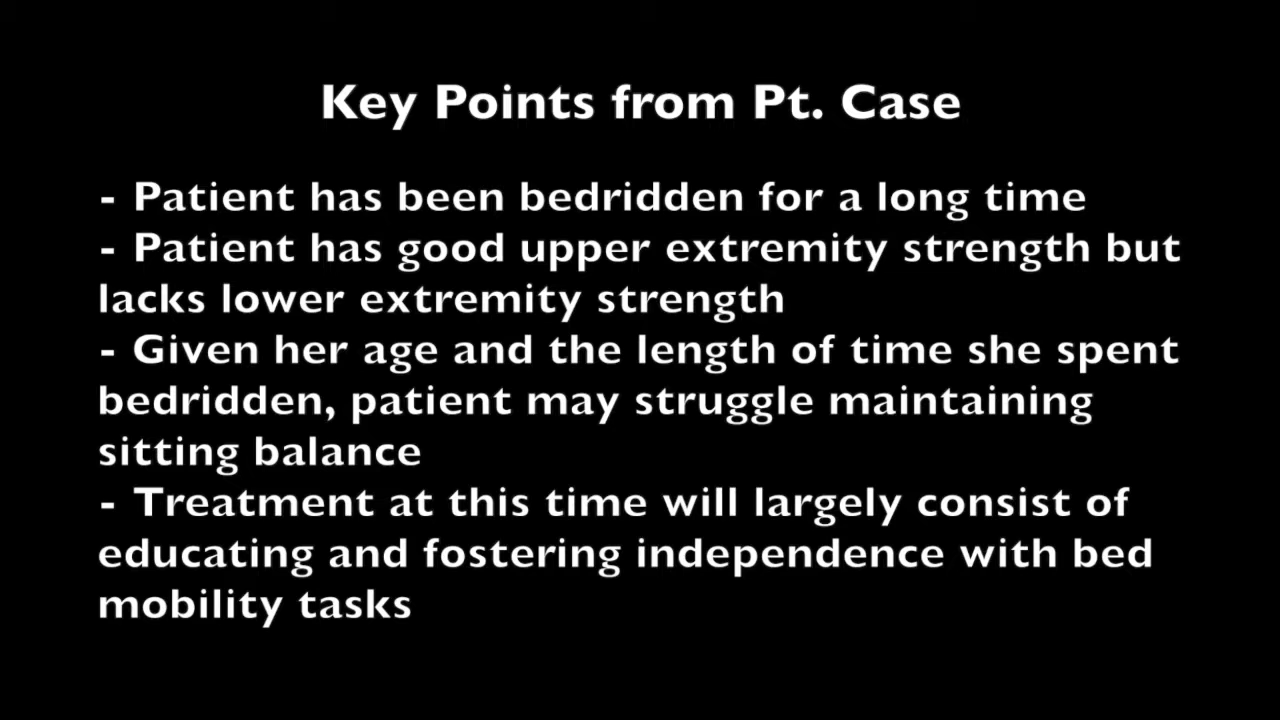 Key Points from Pt. Case
- Patient has been bedridden for a long time
- Patient has good upper extremity strength but
lacks lower extremity strength
- Given her age and the length of time she spent
bedridden, patient may struggle maintaining
sitting balance
- Treatment at this time will largely consist of
educating and fostering independence with bed
mobility tasks